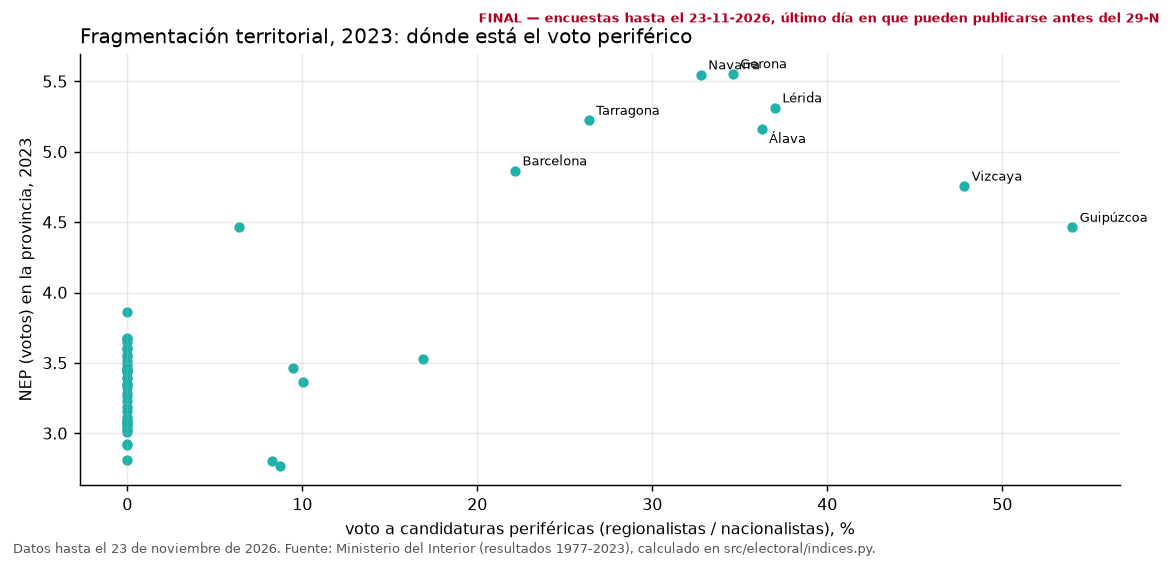 FINAL — encuestas hasta el 23-11-2026, último día en que pueden publicarse antes del 29-N
Fragmentación territorial, 2023: dónde está el voto periférico
Navarra
Gerona
Lérida
Tarragona
Álava
Barcelona
Vizcaya
Guipúzcoa
NEP (votos) en la provincia, 2023
5.5
5.0
4.5
4.0
3.5
3.0
0 10 20 30 40 50
voto a candidaturas periféricas (regionalistas / nacionalistas), %
Datos hasta el 23 de noviembre de 2026. Fuente: Ministerio del Interior (resultados 1977-2023), calculado en src/electoral/indices.py.